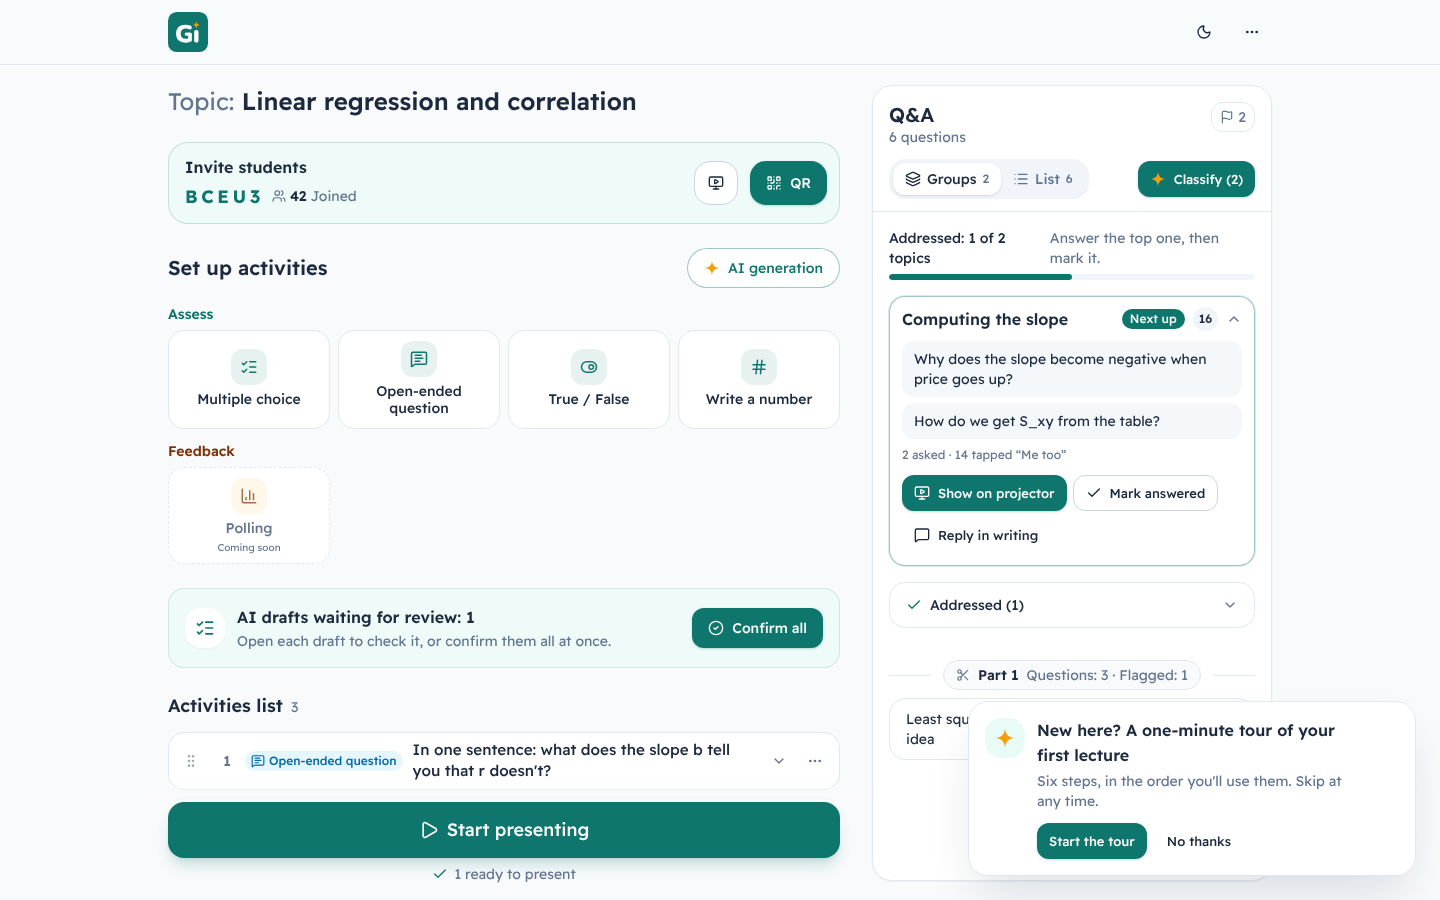 Gi
Topic: Linear regression and correlation
Invite students
BCEU3 42 Joined
QR
Set up activities
AI generation
Assess
Multiple choice
Open-ended
question
True / False
Write a number
Feedback
Polling
Coming soon
AI drafts waiting for review: 1
Open each draft to check it, or confirm them all at once.
Confirm all
Activities list 3
1 Open-ended question
In one sentence: what does the slope b tell
you that r doesn't?
Start presenting
1 ready to present
Q&A
2
6 questions
Groups 2
List 6
Classify (2)
Addressed: 1 of 2
topics
Answer the top one, then
mark it.
Computing the slope
Next up
16
Why does the slope become negative when
price goes up?
How do we get S_xy from the table?
2 asked · 14 tapped “Me too”
Show on projector
Mark answered
Reply in writing
Addressed (1)
Part 1 Questions: 3 · Flagged: 1
Least
idea
New here? A one-minute tour of your
first lecture
Six steps, in the order you'll use them. Skip at
any time.
Start the tour
No thanks